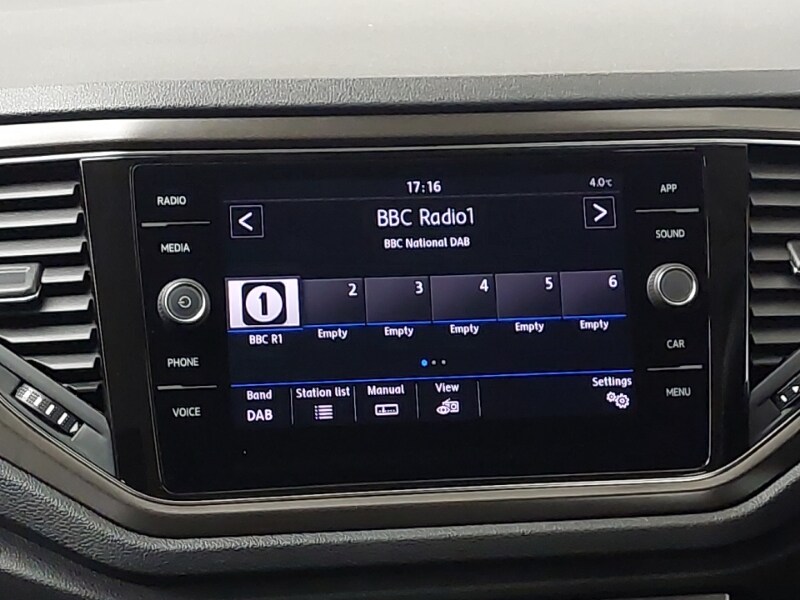 17:16 4.0°C
RADIO
MEDIA
PHONE
VOICE
BBC Radio1
BBC National DAB
1 2 3 4 5 6
BBC R1 Empty Empty Empty Empty Empty
Band Station list Manual View Settings
DAB
APP
SOUND
CAR
MENU